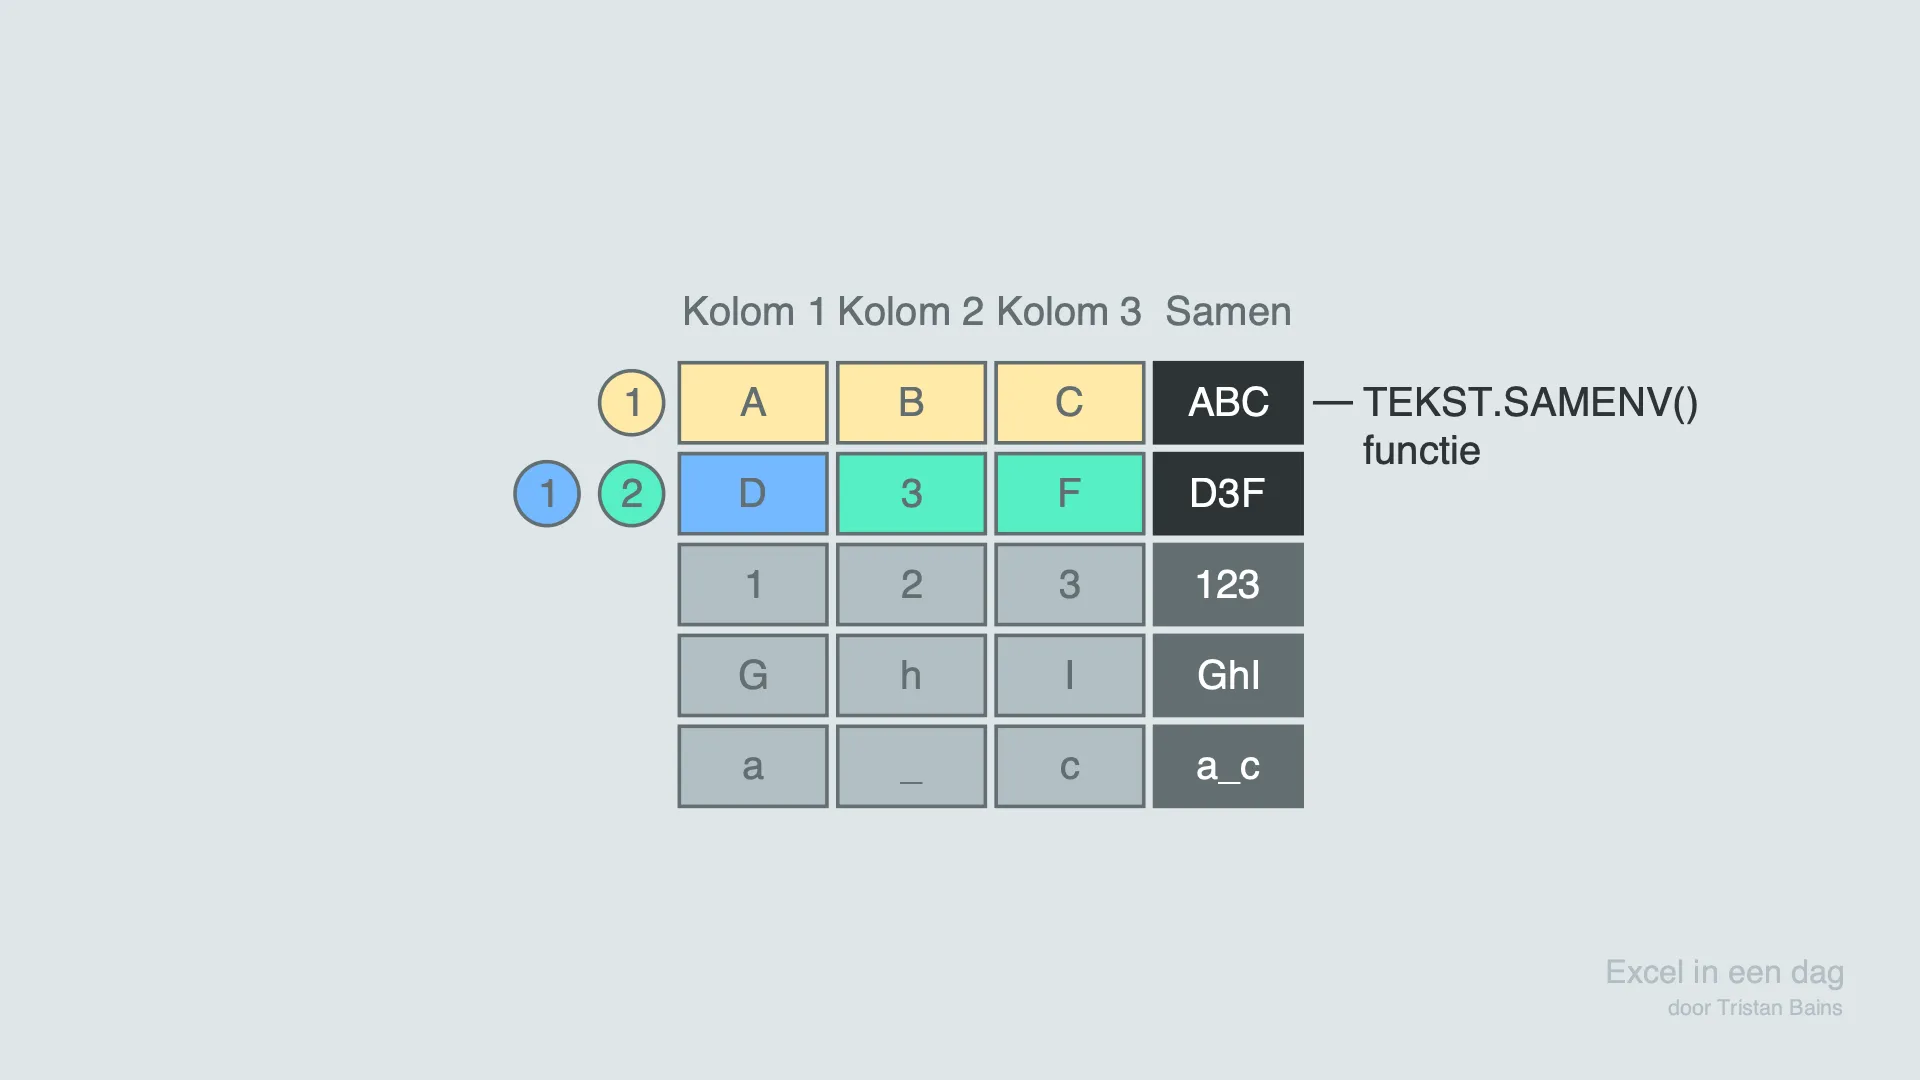 Kolom 1 Kolom 2 Kolom 3 Samen
1 A B C ABC TEKST.SAMENV()
functie
1 2 D 3 F D3F
1 2 3 123
G h I GhI
a _ c a_c
Excel in een dag
door Tristan Bains